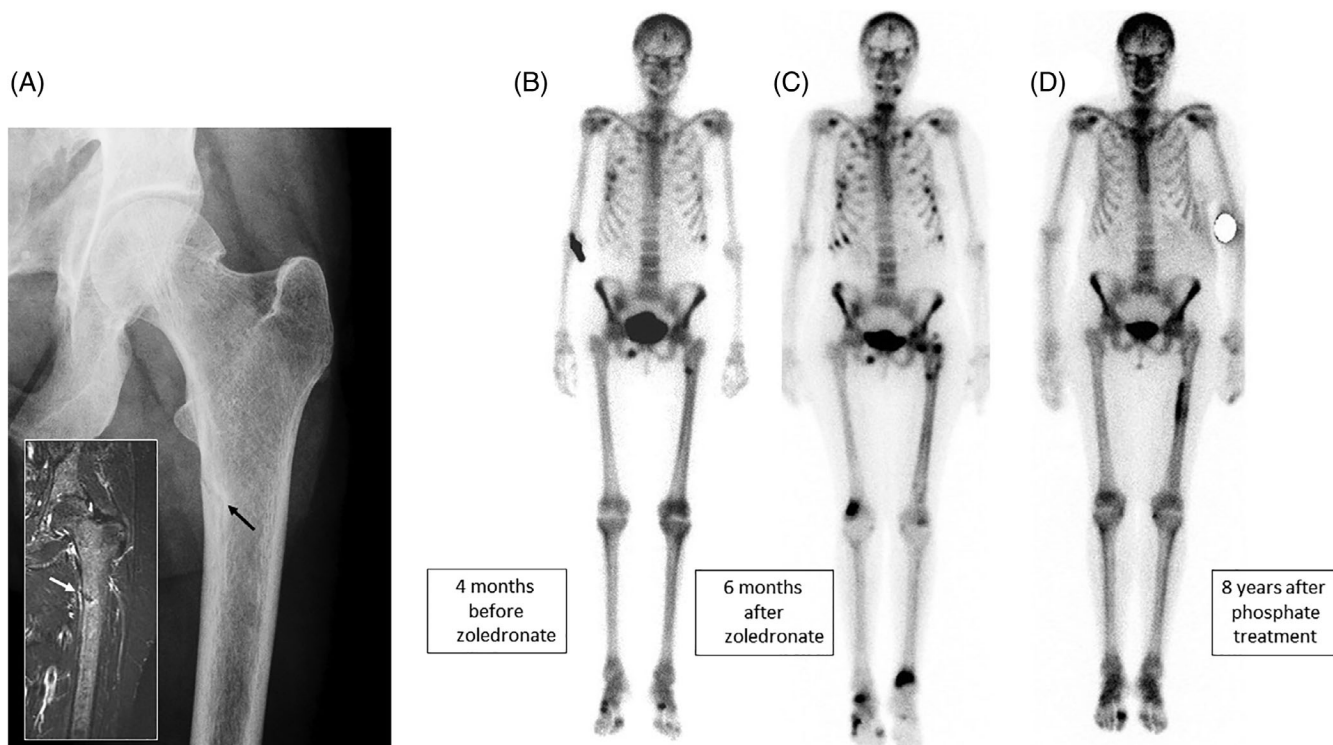 (A)
(B)
(C)
(D)
4 months
before
zoledronate
6 months
after
zoledronate
8 years after
phosphate
treatment